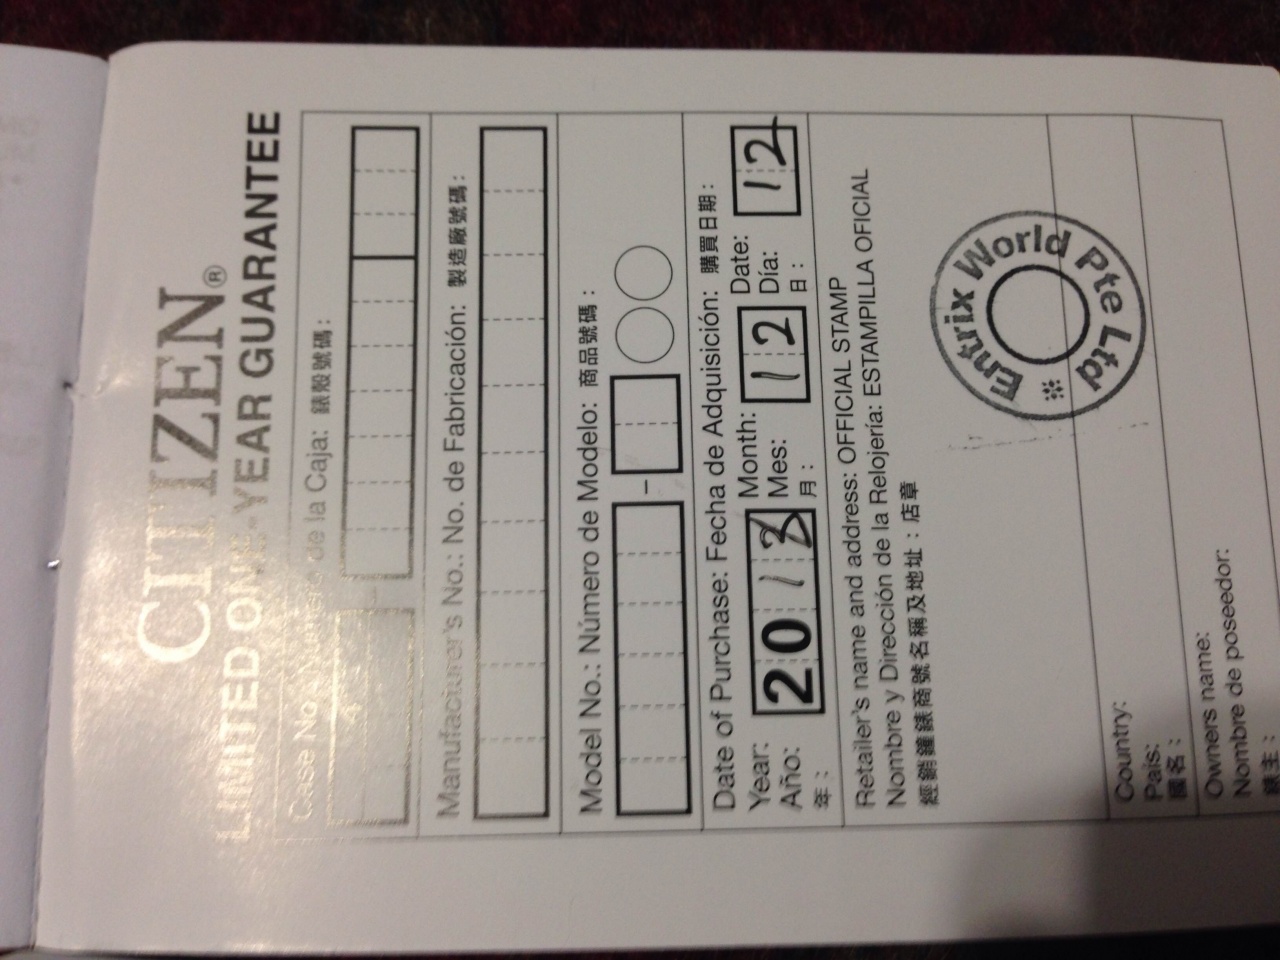 CITIZEN®
LIMITED ONE-YEAR GUARANTEE
Case No.: Número de la Caja: 錶殼號碼:
4
Manufacturer's No.: No. de Fabricación: 製造廠號碼:
Model No.: Número de Modelo: 商品號碼:
Date of Purchase: Fecha de Adquisición: 購買日期:
Year: 201 Month: 12 Date: 12
Año: Mes: Día:
年: 月: 日:
Retailer's name and address: OFFICIAL STAMP
Nombre y Dirección de la Relojería: ESTAMPILLA OFICIAL
經銷鐘錶商號名稱及地址:店章
Entrix World Pte Ltd
Country:
País:
國名:
Owners name:
Nombre de poseedor:
錶主: